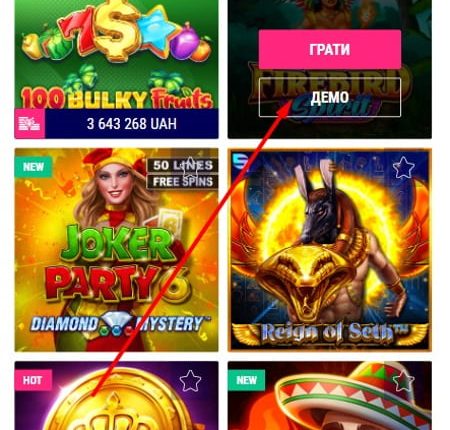 7$
100 BULKY Fruits
3 643 268 UAH
ГРАТИ
FIREBIRD
Spirit
ДЕМО
NEW
50 LINES
FREE SPINS
JOKER
PARTY 6
DIAMOND MYSTERY™
S
Reign of Seth™
HOT
NEW